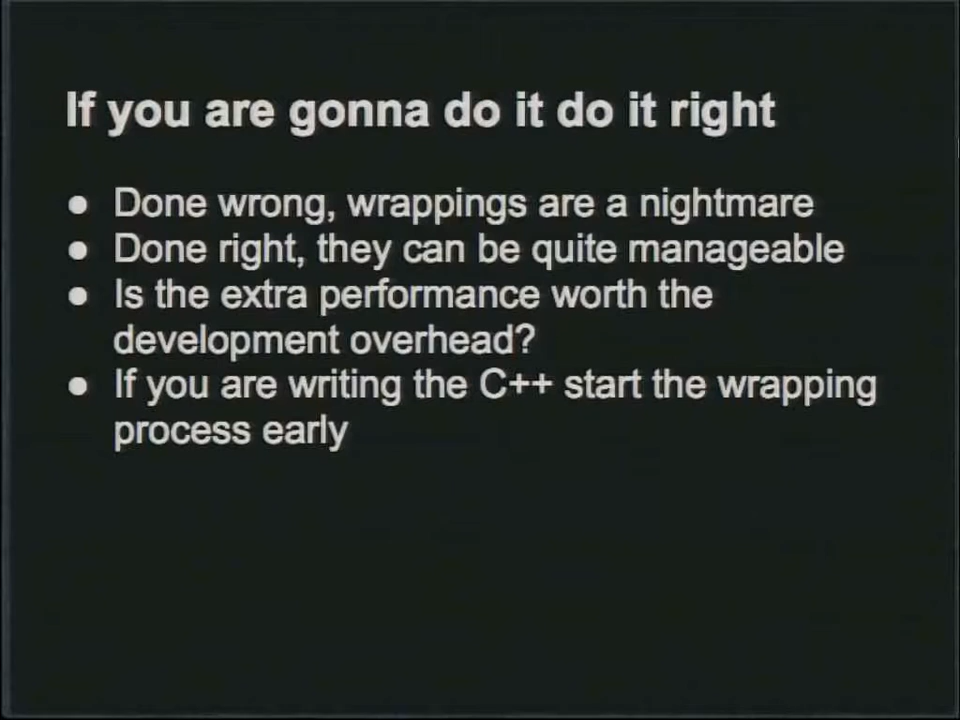 If you are gonna do it do it right
● Done wrong, wrappings are a nightmare
● Done right, they can be quite manageable
● Is the extra performance worth the
development overhead?
● If you are writing the C++ start the wrapping
process early